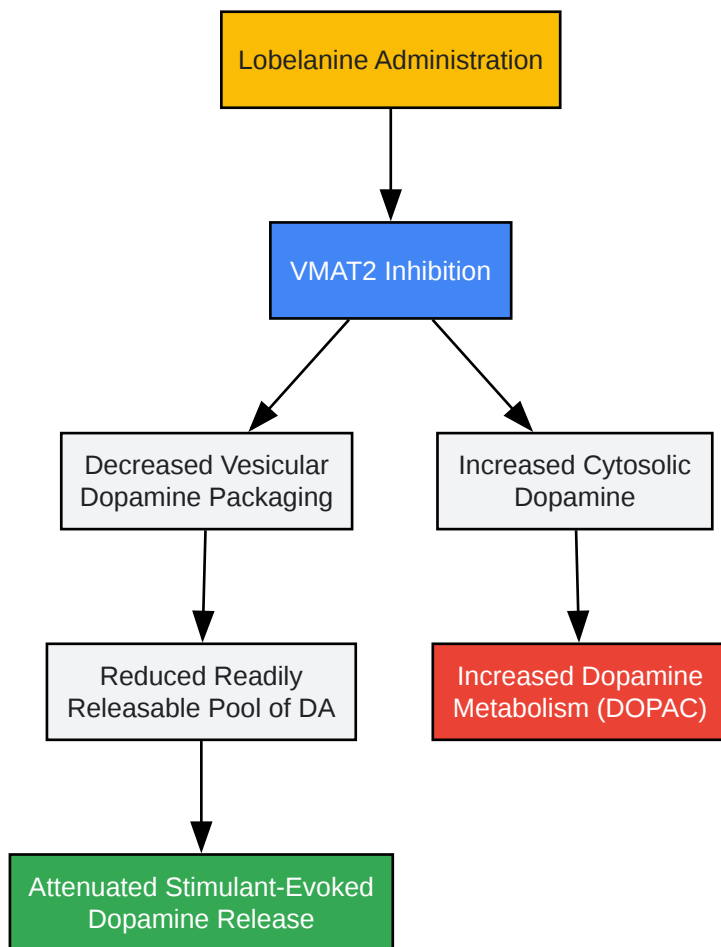 Lobelanine Administration
VMAT2 Inhibition
Decreased Vesicular
Dopamine Packaging
Increased Cytosolic
Dopamine
Reduced Readily
Releasable Pool of DA
Increased Dopamine
Metabolism (DOPAC)
Attenuated Stimulant-Evoked
Dopamine Release